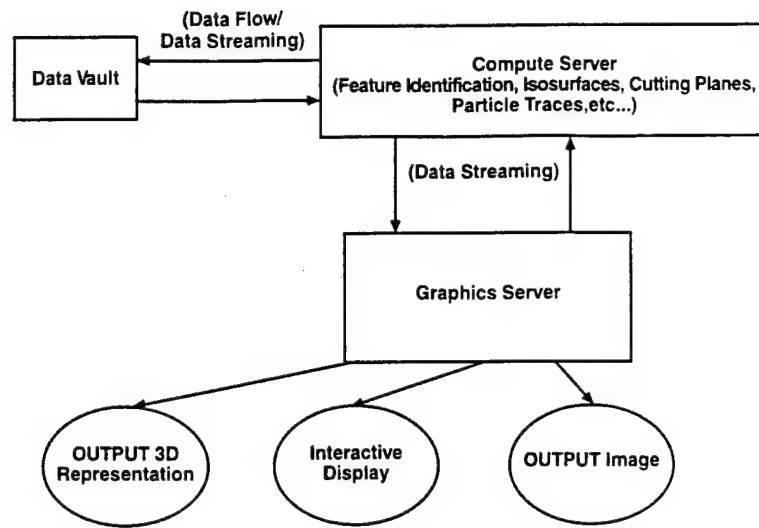 (Data Flow/
Data Streaming)
Data Vault
Compute Server
(Feature Identification, Isosurfaces, Cutting Planes,
Particle Traces,etc...)
(Data Streaming)
Graphics Server
OUTPUT 3D
Representation
Interactive
Display
OUTPUT Image